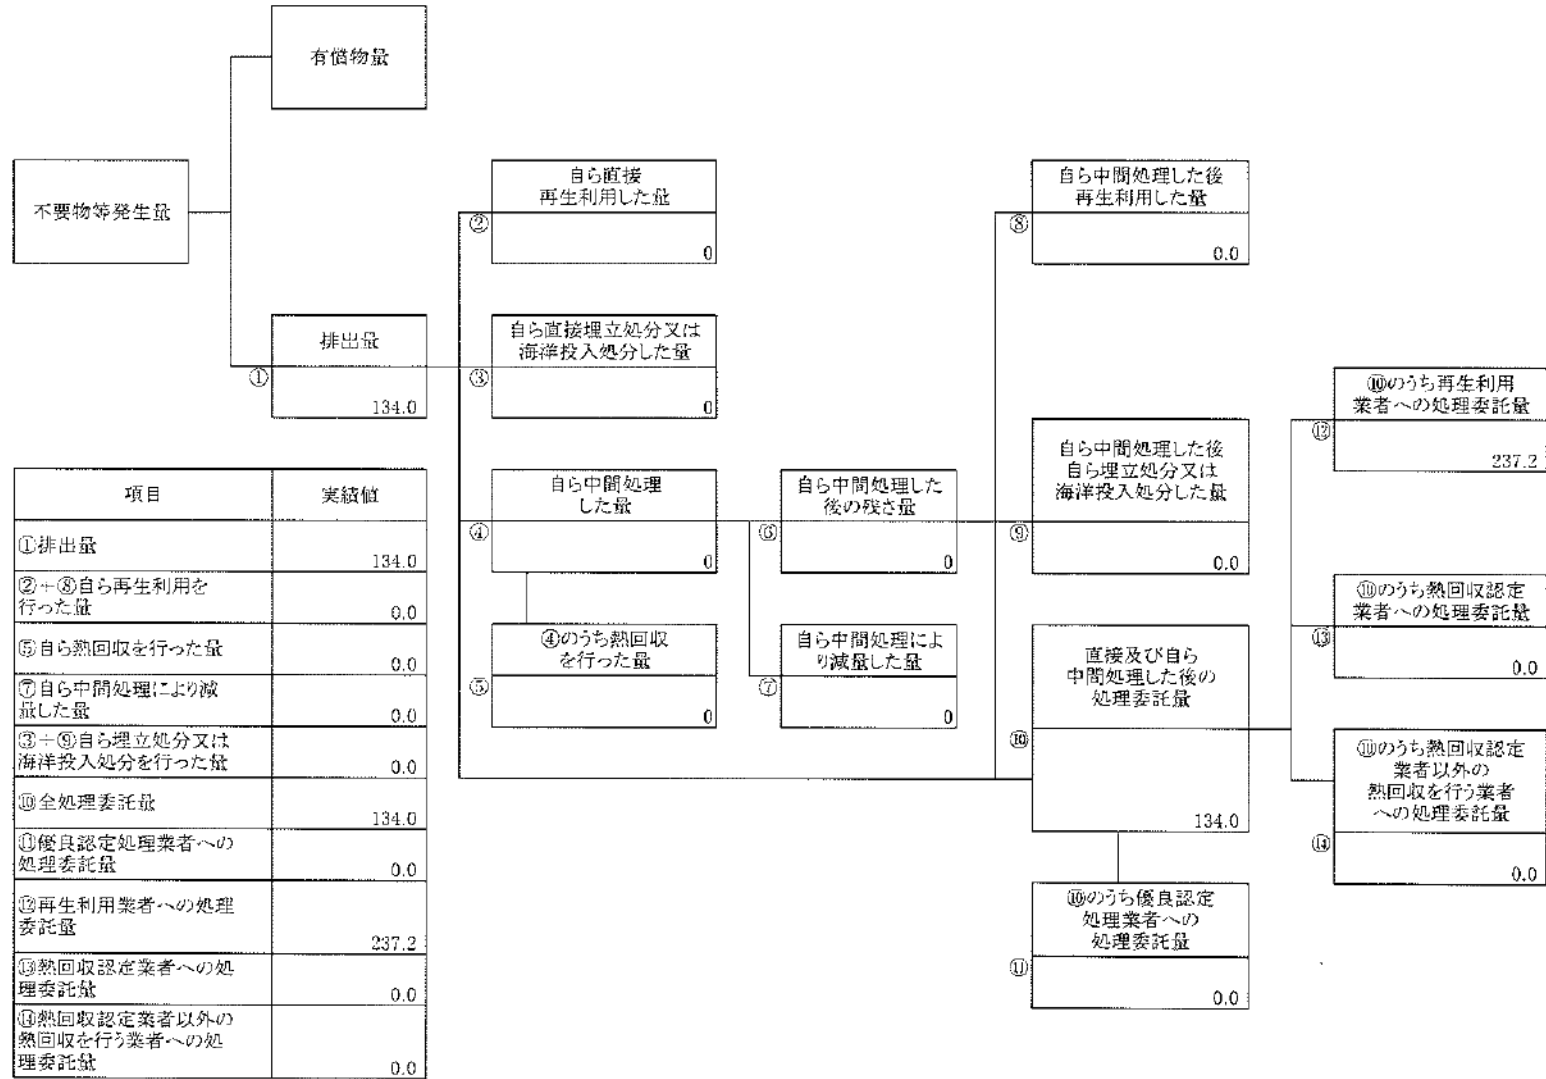 有償物量
不要物等発生量
排出量
①
134.0
自ら直接
再生利用した量
②
0
自ら直接埋立処分又は
海洋投入処分した量
③
0
自ら中間処理
した量
④
0
④のうち熱回収
を行った量
⑤
0
自ら中間処理した
後の残さ量
⑥
0
自ら中間処理によ
り減量した量
⑦
0
自ら中間処理した後
再生利用した量
⑧
0.0
自ら中間処理した後
自ら埋立処分又は
海洋投入処分した量
⑨
0.0
直接及び自ら
中間処理した後の
処理委託量
⑩
134.0
⑩のうち優良認定
処理業者への
処理委託量
⑪
0.0
⑩のうち再生利用
業者への処理委託量
⑫
237.2
⑩のうち熱回収認定
業者への処理委託量
⑬
0.0
⑩のうち熱回収認定
業者以外の
熱回収を行う業者
への処理委託量
⑭
0.0
項目 実績値
①排出量 134.0
②+⑧自ら再生利用を
行った量 0.0
⑤自ら熱回収を行った量 0.0
⑦自ら中間処理により減
量した量 0.0
③+⑨自ら埋立処分又は
海洋投入処分を行った量 0.0
⑩全処理委託量 134.0
⑪優良認定処理業者への
処理委託量 0.0
⑫再生利用業者への処理
委託量 237.2
⑬熱回収認定業者への処
理委託量 0.0
⑭熱回収認定業者以外の
熱回収を行う業者への処
理委託量 0.0